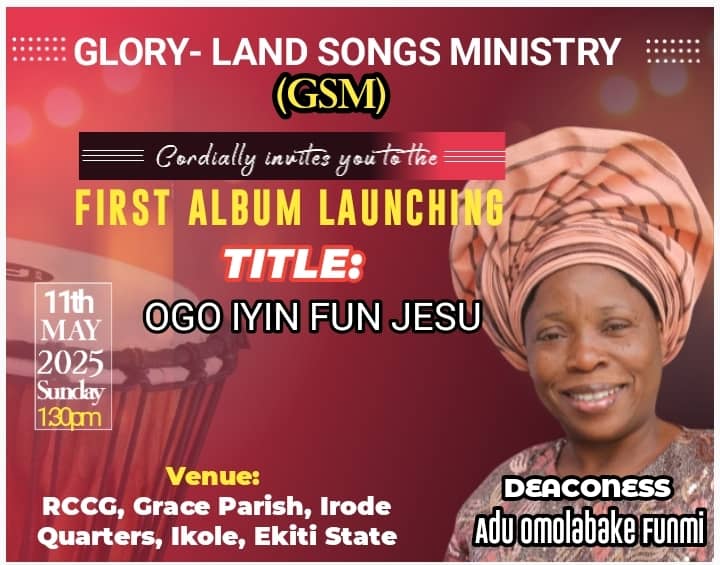 GLORY- LAND SONGS MINISTRY
(GSM)
Cordially invites you to the
FIRST ALBUM LAUNCHING
TITLE:
OGO IYIN FUN JESU
11th
MAY
2025
Sunday
1:30pm
Venue:
RCCG, Grace Parish, Irode
Quarters, Ikole, Ekiti State
DEACONESS
Adu Omolabake Funmi